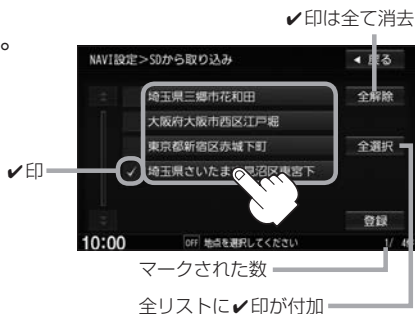 ✔印は全て消去
。
NAVI設定>SDから取り込み
◀ 戻る
埼玉県三郷市花和田
全解除
大阪府大阪市西区江戸堀
東京都新宿区赤城下町
全選択
✔印
✓ 埼玉県さいたま 見沼区東宮下
登録
10:00
OFF 地点を選択してください
1/ 4件
マークされた数
全リストに✔印が付加